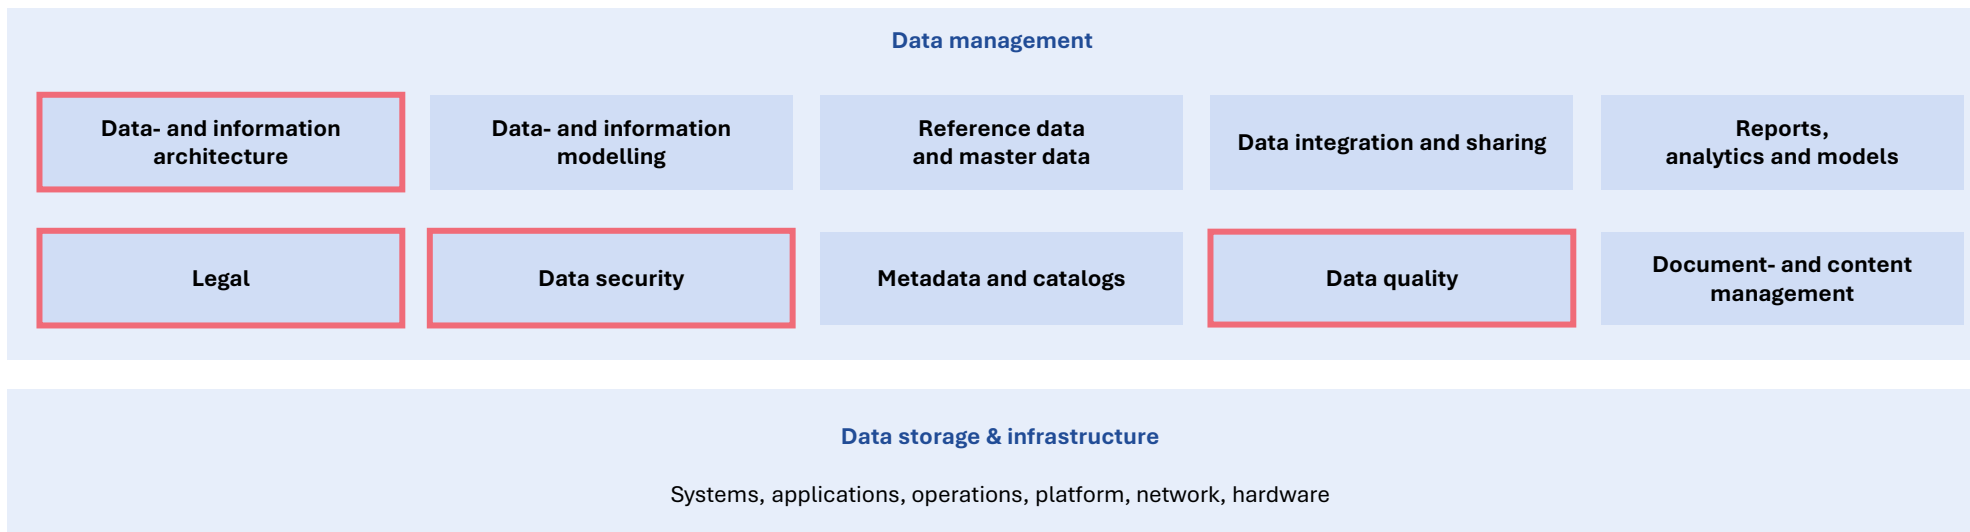 Data management
Data- and information
architecture
Data- and information
modelling
Reference data
and master data
Data integration and sharing
Reports,
analytics and models
Legal
Data security
Metadata and catalogs
Data quality
Document- and content
management
Data storage & infrastructure
Systems, applications, operations, platform, network, hardware